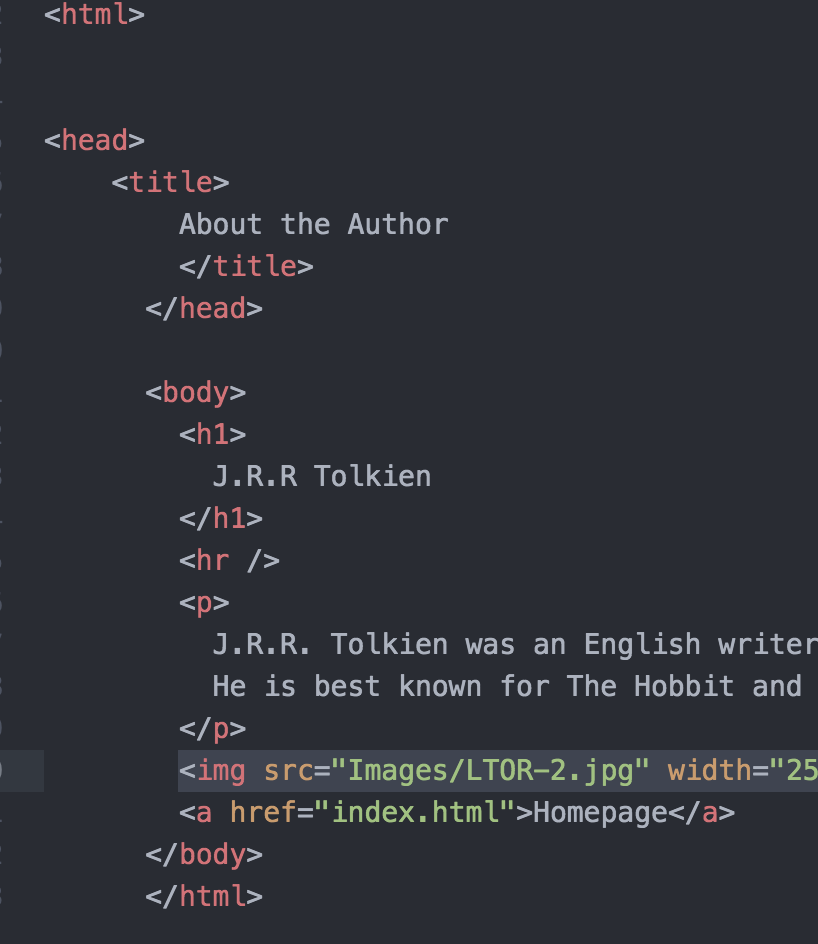 <html>
<head>
<title>
About the Author
</title>
</head>
<body>
<h1>
J.R.R Tolkien
</h1>
<hr />
<p>
J.R.R. Tolkien was an English writer
He is best known for The Hobbit and
</p>
<img src="Images/LTOR-2.jpg" width="25
<a href="index.html">Homepage</a>
</body>
</html>